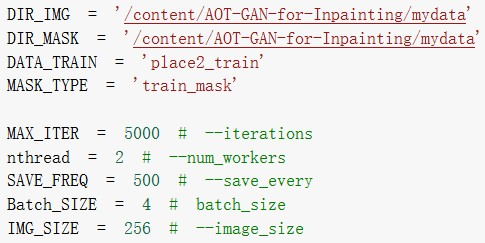 DIR_IMG = '/content/AOT-GAN-for-Inpainting/mydata'
DIR_MASK = '/content/AOT-GAN-for-Inpainting/mydata'
DATA_TRAIN = 'place2_train'
MASK_TYPE = 'train_mask'
MAX_ITER = 5000 # --iterations
nthread = 2 # --num_workers
SAVE_FREQ = 500 # --save_every
Batch_SIZE = 4 # batch_size
IMG_SIZE = 256 # --image_size